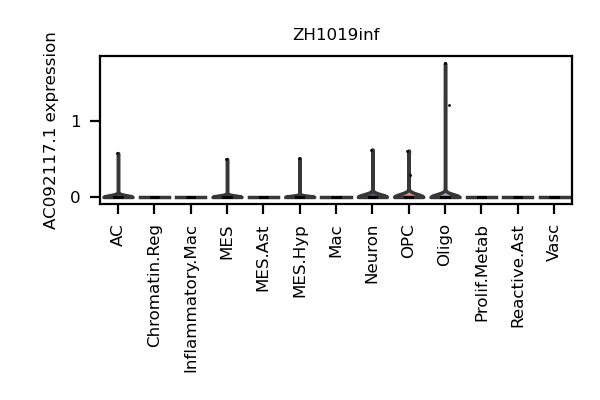 ZH1019inf
AC092117.1 expression
1
0
AC
Chromatin.Reg
Inflammatory.Mac
MES
MES.Ast
MES.Hyp
Mac
Neuron
OPC
Oligo
Prolif.Metab
Reactive.Ast
Vasc